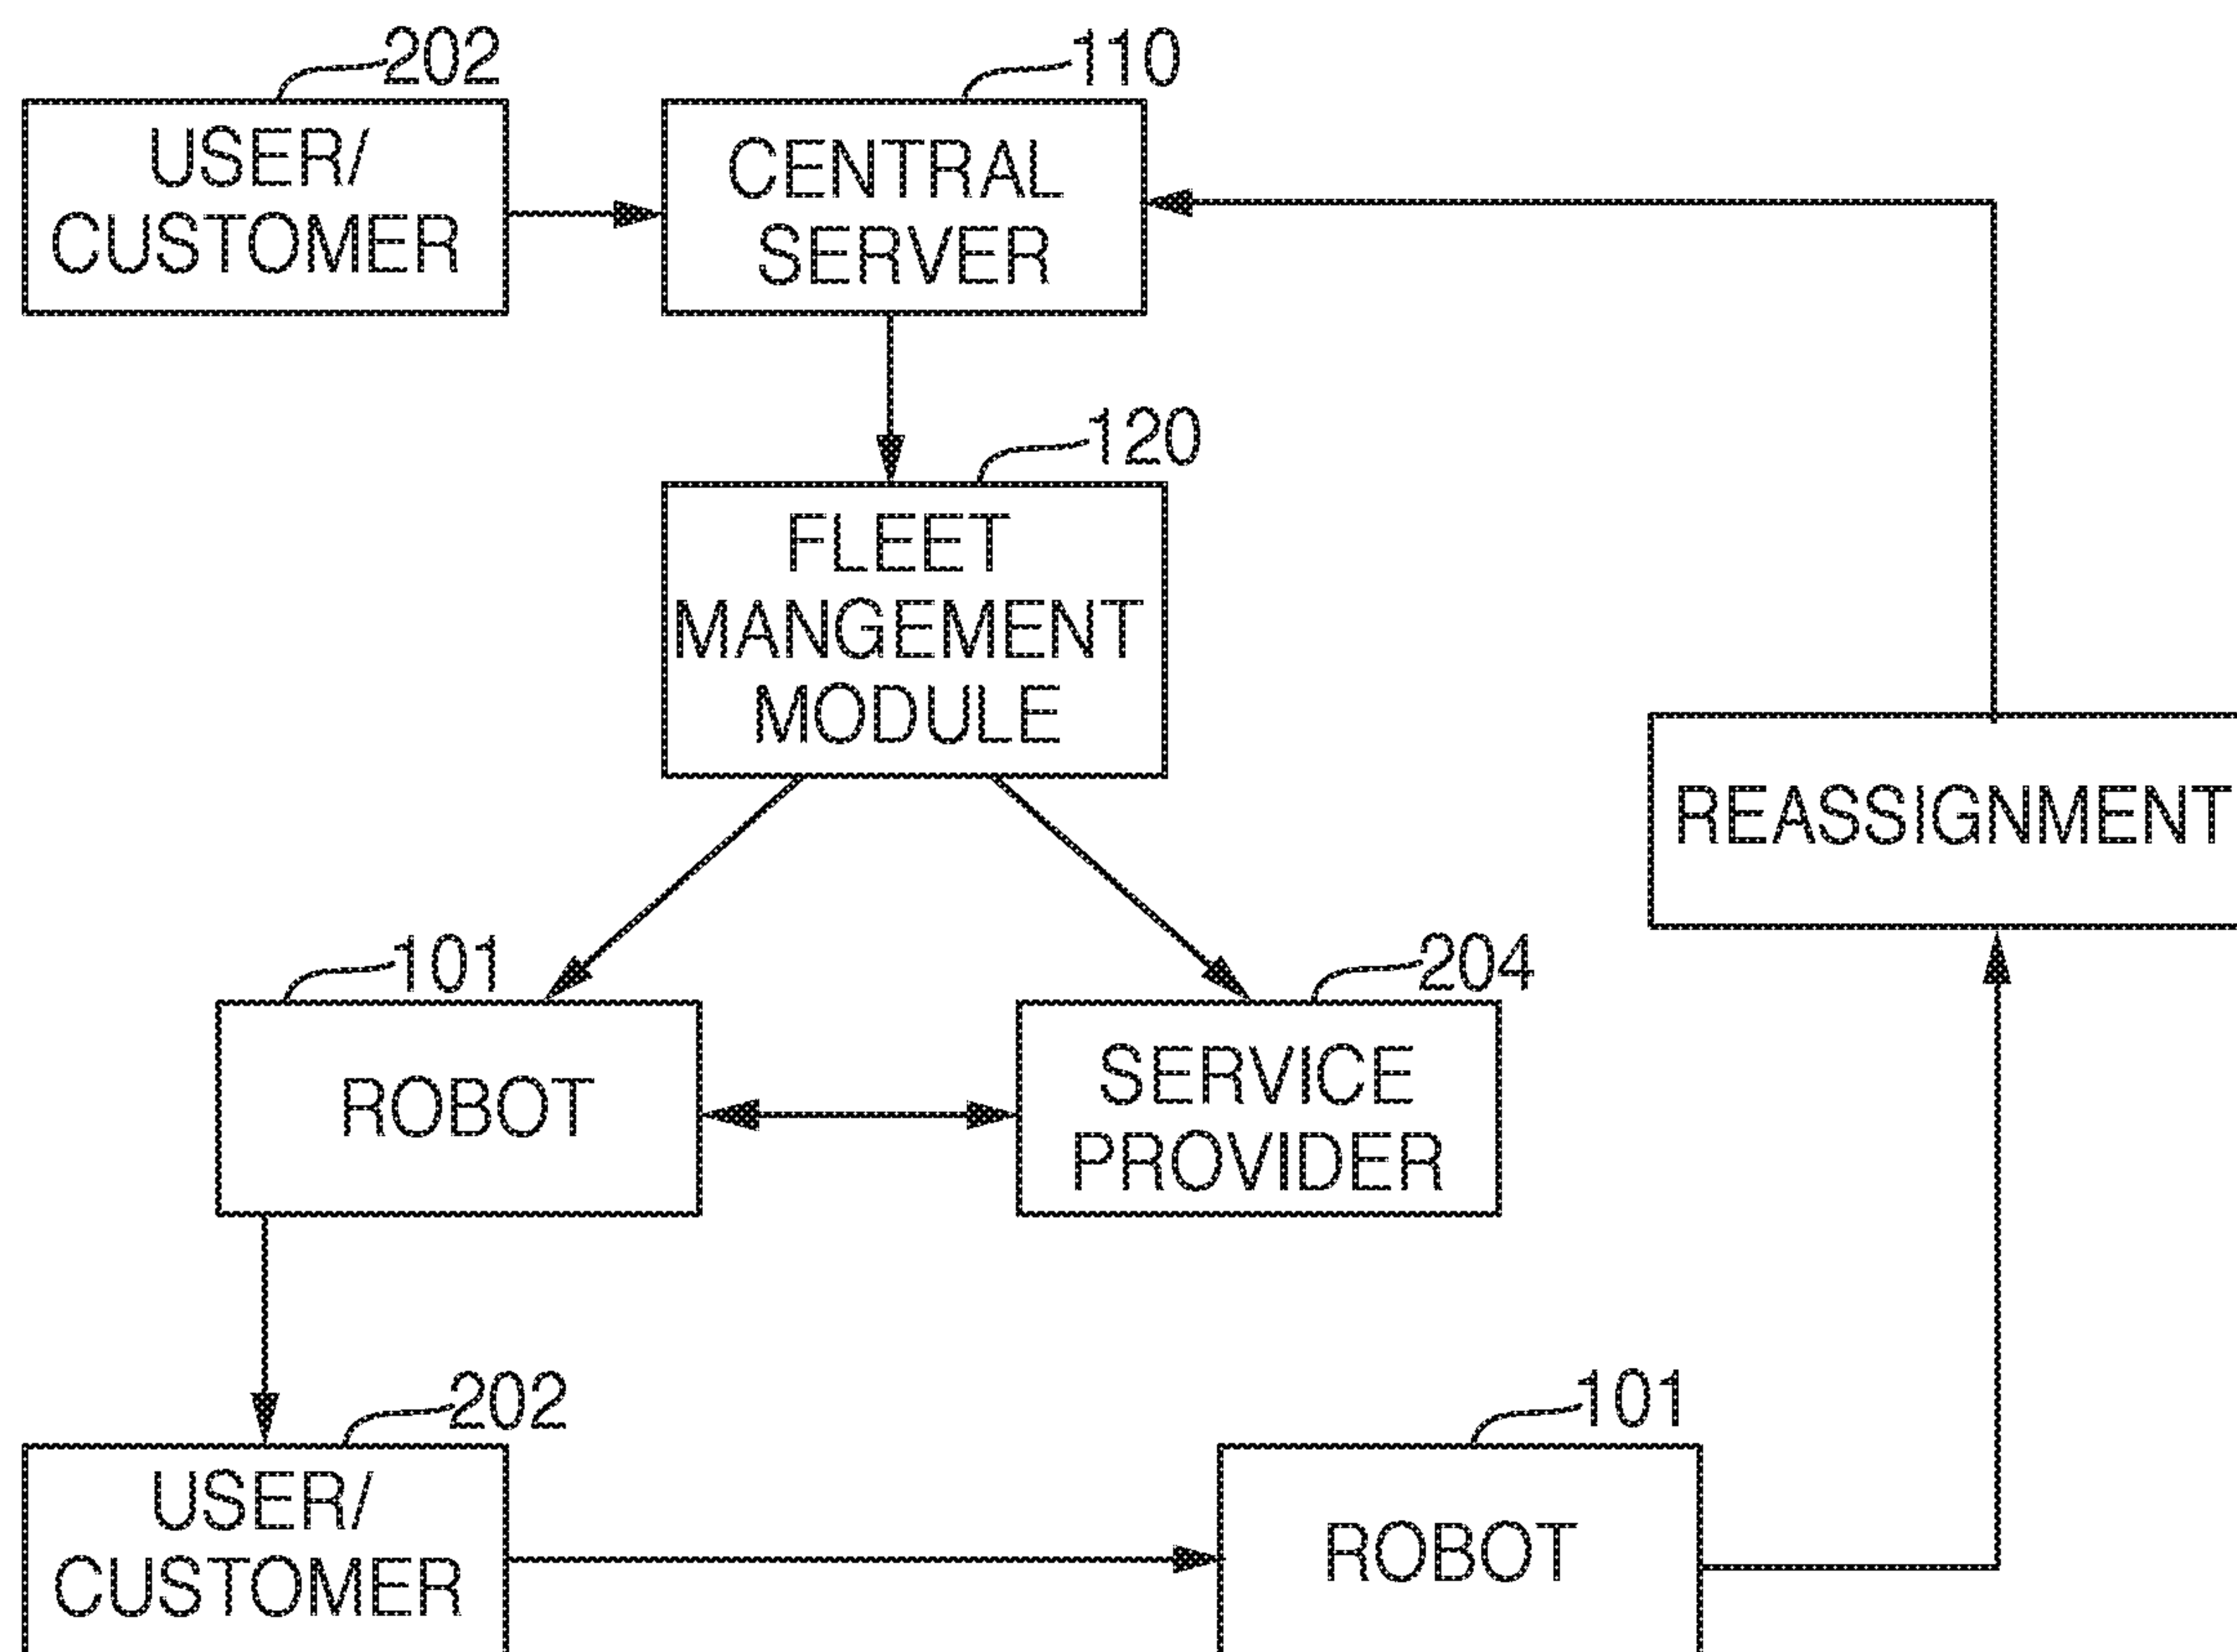 202
USER/
CUSTOMER
110
CENTRAL
SERVER
120
FLEET
MANGEMENT
MODULE
REASSIGNMENT
101
ROBOT
204
SERVICE
PROVIDER
202
USER/
CUSTOMER
101
ROBOT